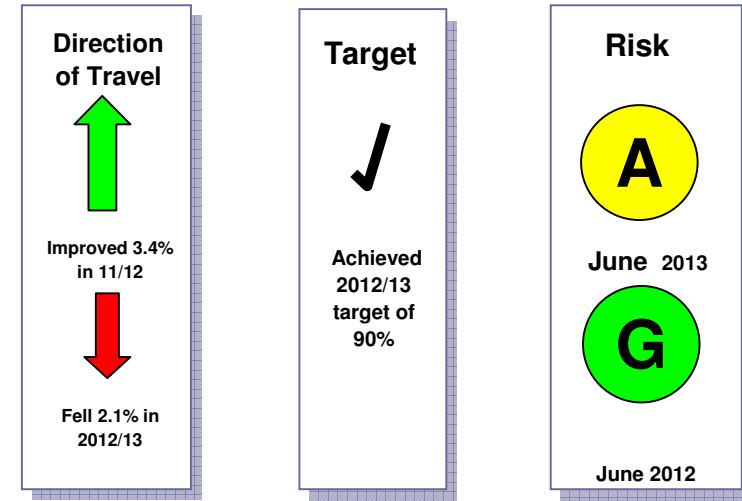 Direction
of Travel
Improved 3.4%
in 11/12
Fell 2.1% in
2012/13
Target
Achieved
2012/13
target of
90%
Risk
A
June 2013
G
June 2012